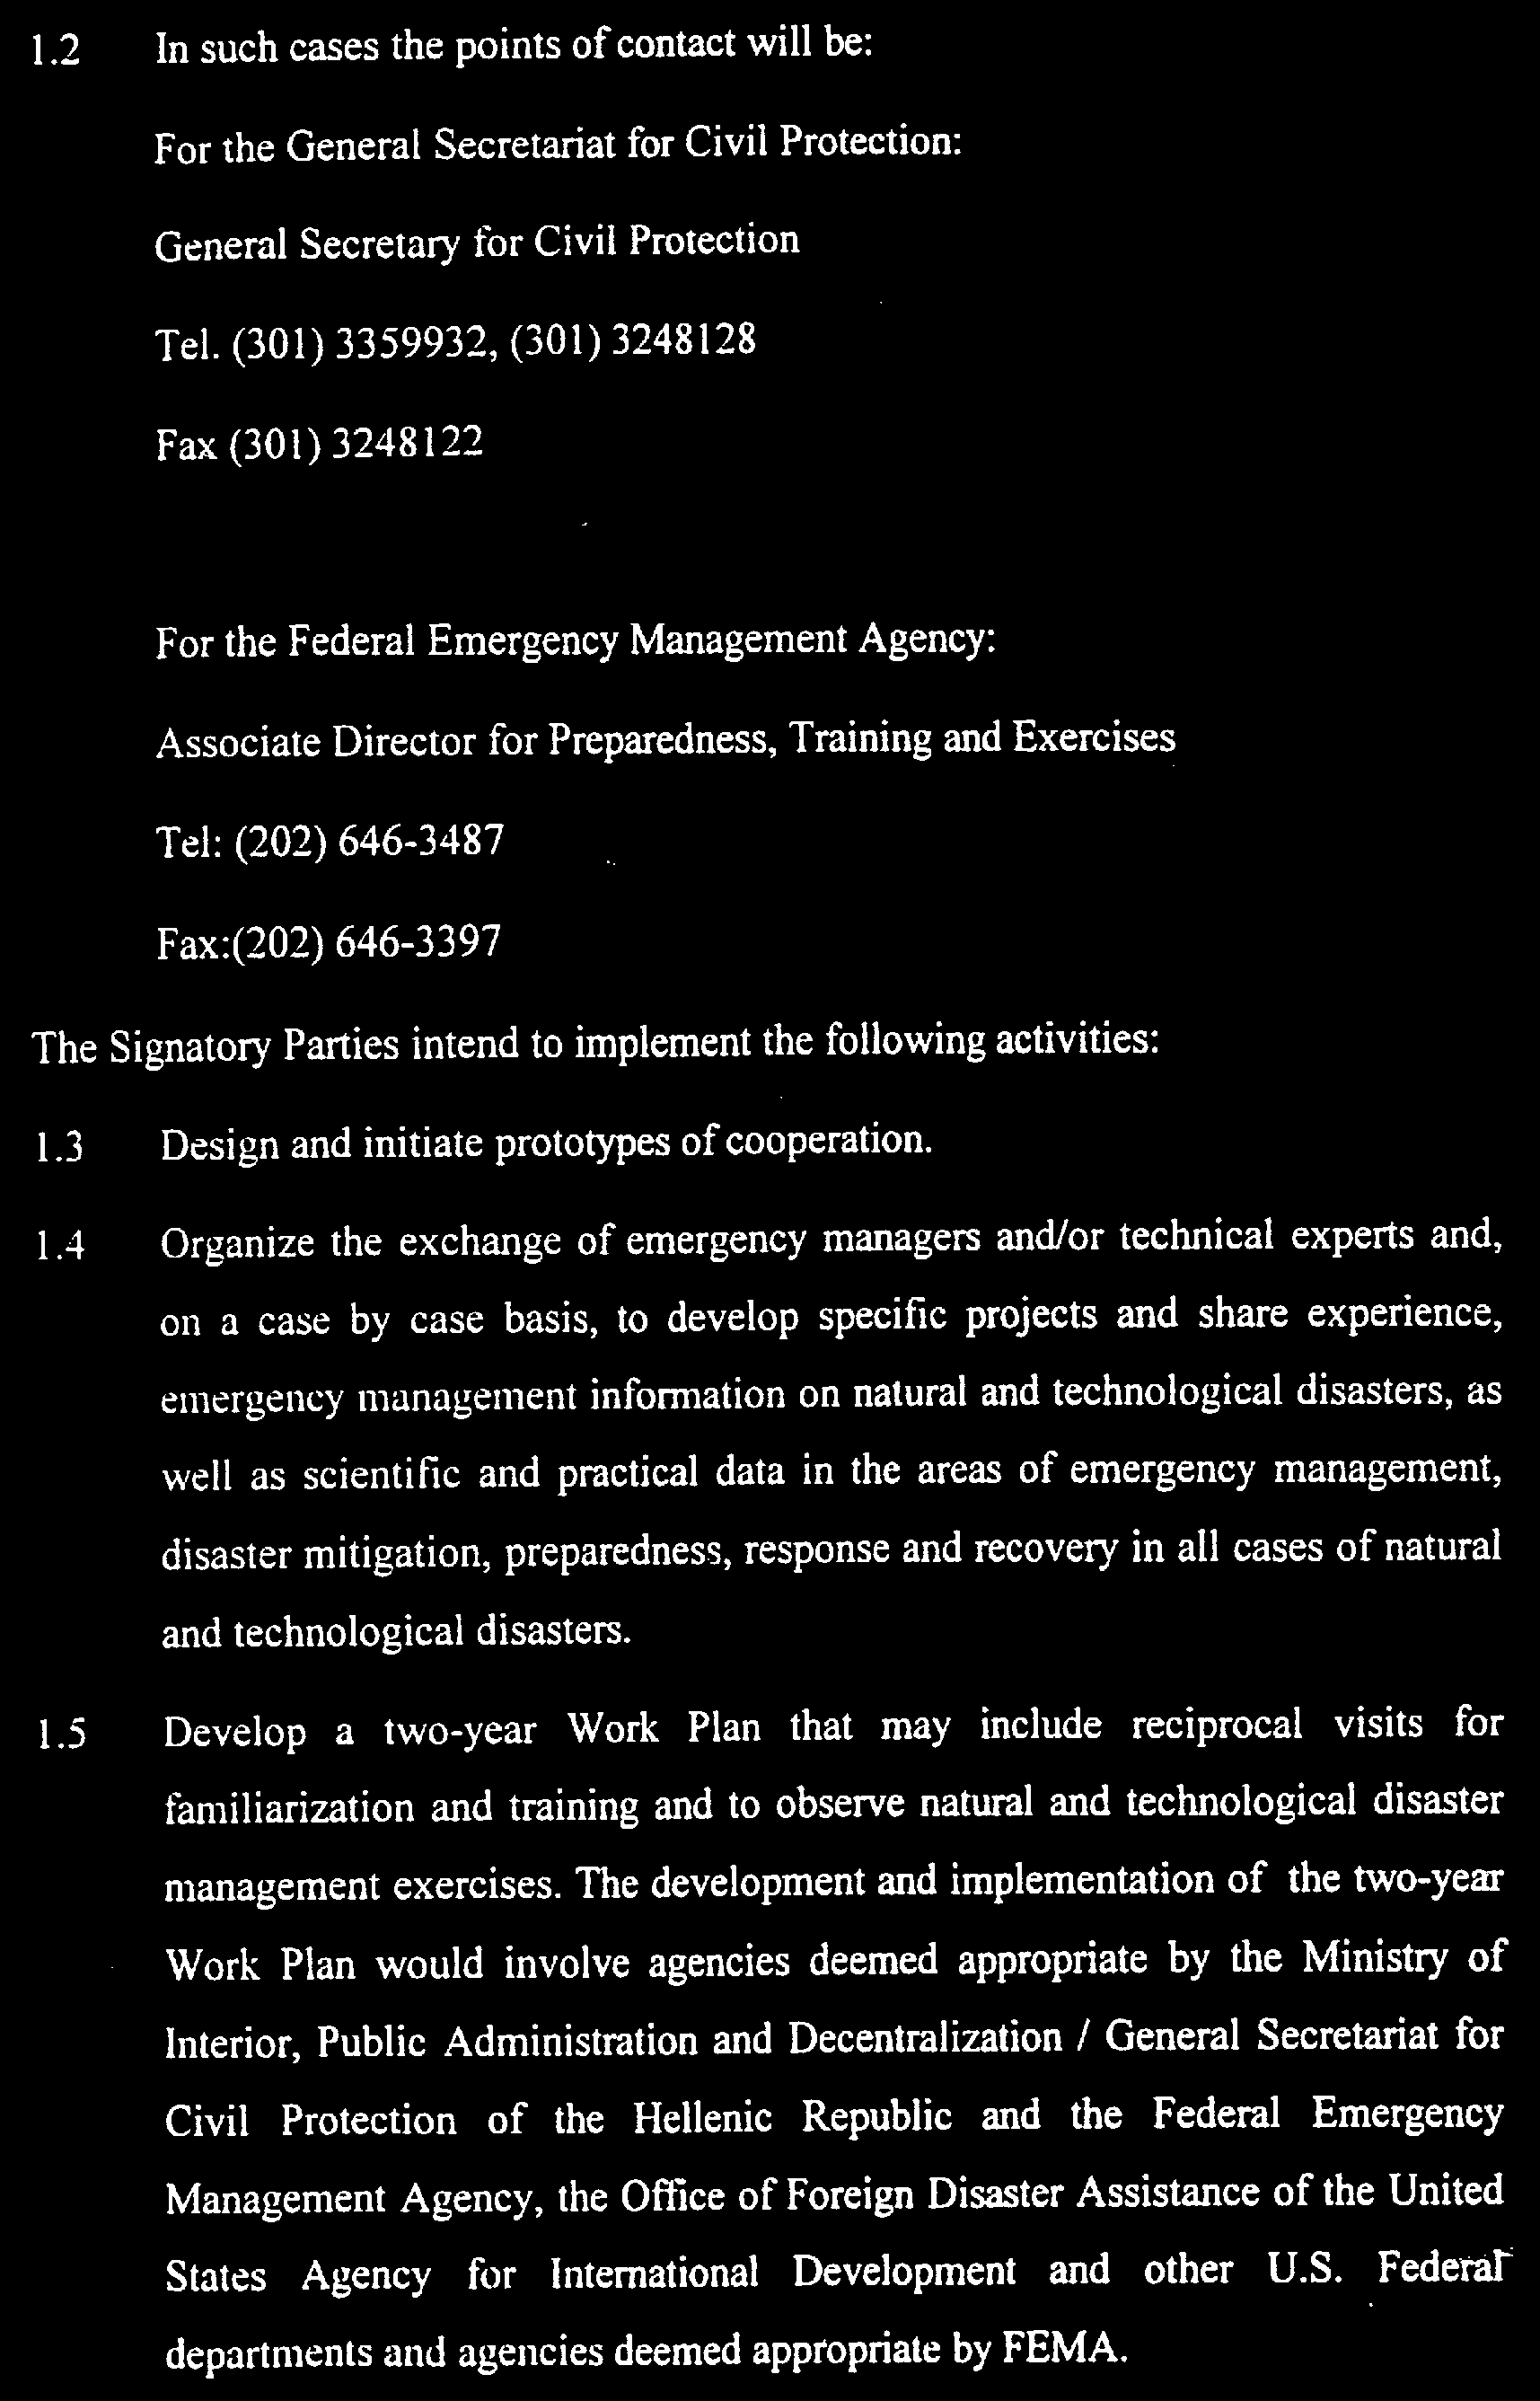 1.2 In such cases the points of contact will be:
For the General Secretariat for Civil Protection:
General Secretary for Civil Protection
Tel. (301) 3359932, (301) 3248128
Fax (301) 3248122
For the Federal Emergency Management Agency:
Associate Director for Preparedness, Training and Exercises
Tel: (202) 646-3487
Fax:(202) 646-3397
The Signatory Parties intend to implement the following activities:
1.3 Design and initiate prototypes of cooperation.
1.4 Organize the exchange of emergency managers and/or technical experts and,
on a case by case basis, to develop specific projects and share experience,
emergency management information on natural and technological disasters, as
well as scientific and practical data in the areas of emergency management,
disaster mitigation, preparedness, response and recovery in all cases of natural
and technological disasters.
1.5 Develop a two-year Work Plan that may include reciprocal visits for
familiarization and training and to observe natural and technological disaster
management exercises. The development and implementation of the two-year
Work Plan would involve agencies deemed appropriate by the Ministry of
Interior, Public Administration and Decentralization / General Secretariat for
Civil Protection of the Hellenic Republic and the Federal Emergency
Management Agency, the Office of Foreign Disaster Assistance of the United
States Agency for International Development and other U.S. Federal
departments and agencies deemed appropriate by FEMA.